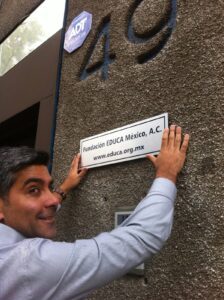 ADT
49
Fundación EDUCA México, A.C.
www.educa.org.mx